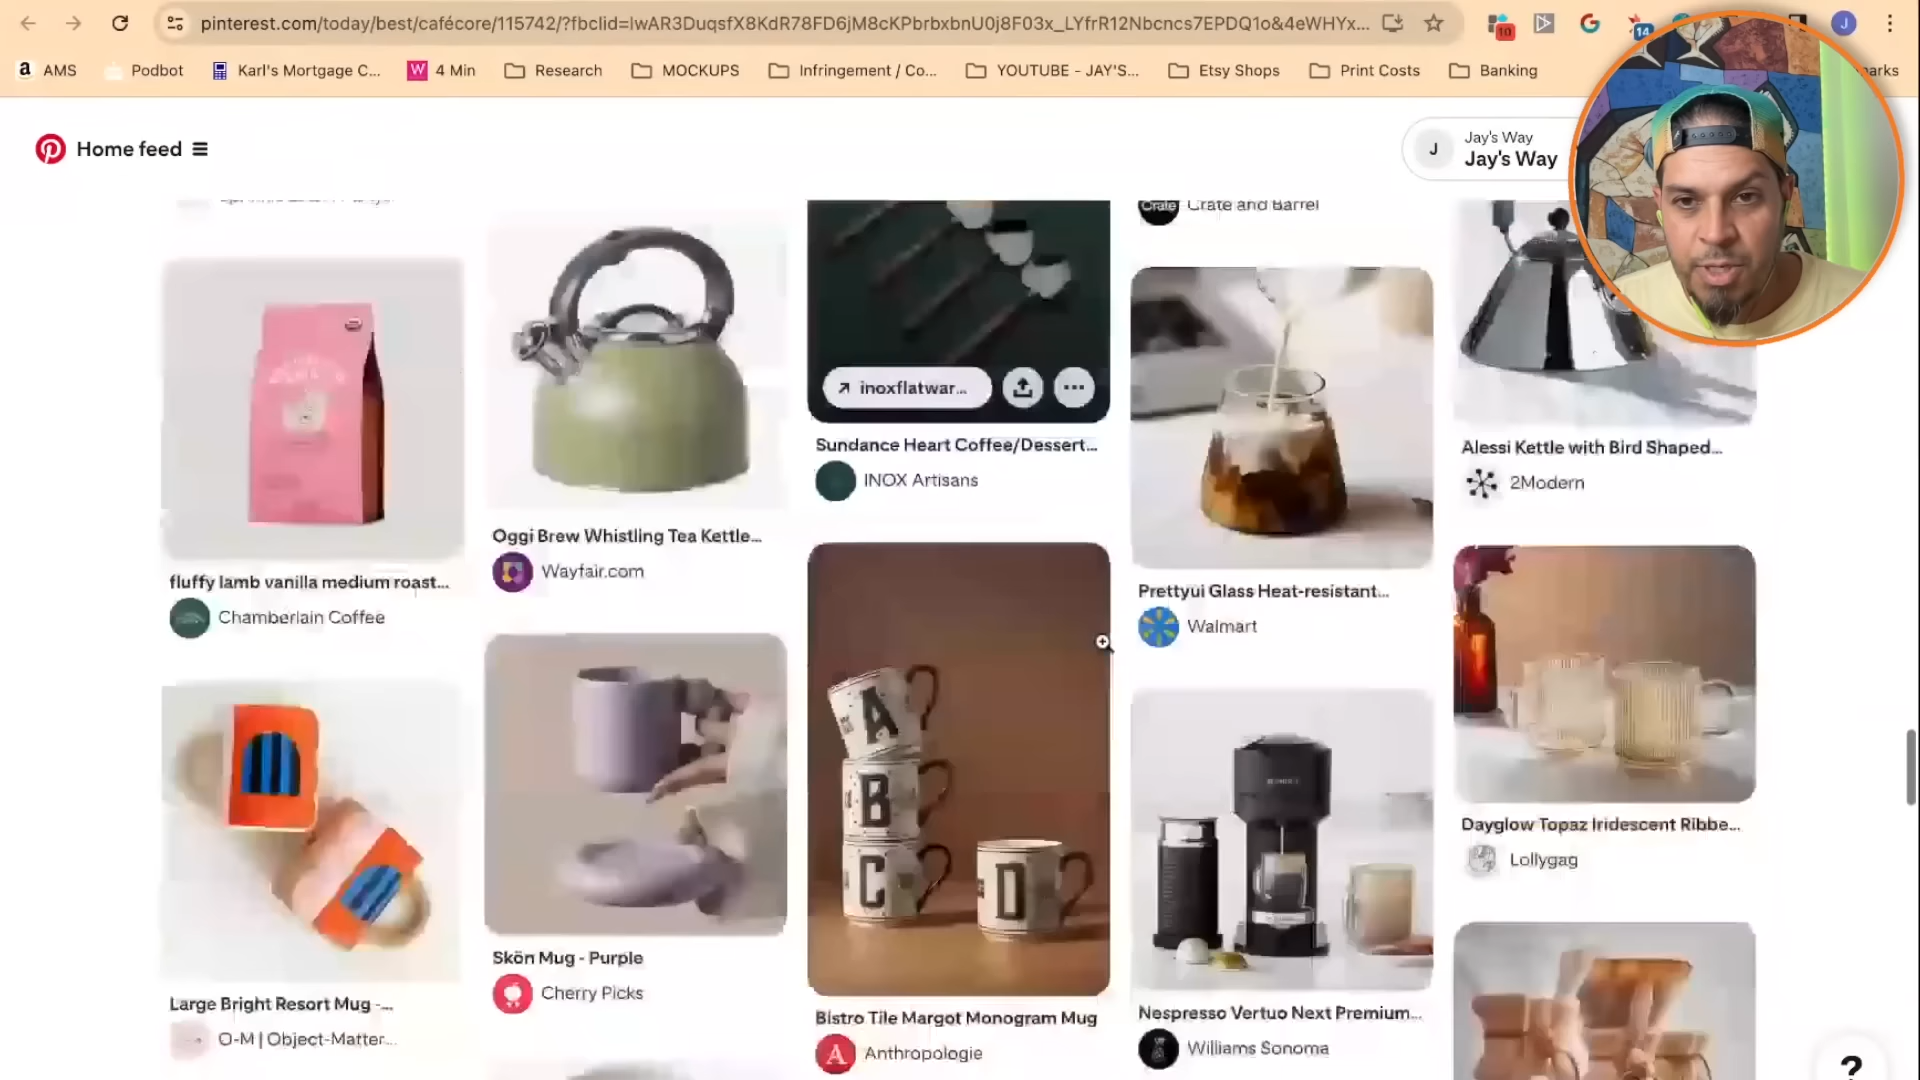 pinterest.com/today/best/cafécore/115742/?fbclid=IwAR3DuqsfX8KdR78FD6jM8cKPbrbxbnU0j8F03x_LYfrR12Nbcncs7EPDQ1o&4eWHYx...
10
14
J
AMS
Podbot
Karl's Mortgage C...
W
4 Min
Research
MOCKUPS
Infringement / Co...
YOUTUBE - JAY'S...
Etsy Shops
Print Costs
Banking
Home feed
J
Jay's Way
Jay's Way
Crate
Crate and Barrel
inoxflatwar...
Sundance Heart Coffee/Dessert...
INOX Artisans
Alessi Kettle with Bird Shaped...
2Modern
Oggi Brew Whistling Tea Kettle...
Wayfair.com
fluffy lamb vanilla medium roast...
Chamberlain Coffee
Prettyui Glass Heat-resistant...
Walmart
A
B
C
D
Dayglow Topaz Iridescent Ribbe...
Lollygag
Skön Mug - Purple
Cherry Picks
Large Bright Resort Mug -...
O-M | Object-Matter...
Bistro Tile Margot Monogram Mug
A
Anthropologie
Nespresso Vertuo Next Premium...
Williams Sonoma
?